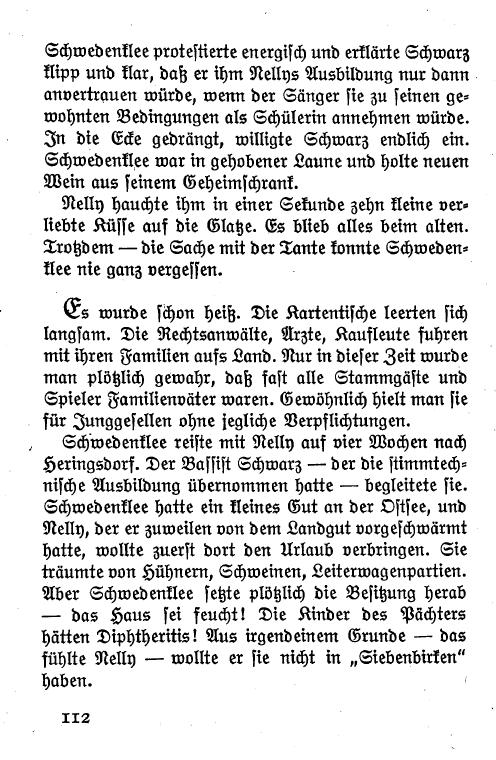 Schwedenklee protestierte energisch und erklärte Schwarz
klipp und klar, daß er ihm Nellys Ausbildung nur dann
anvertrauen würde, wenn der Sänger sie zu seinen ge-
wohnten Bedingungen als Schülerin annehmen würde.
In die Ecke gedrängt, willigte Schwarz endlich ein.
Schwedenklee war in gehobener Laune und holte neuen
Wein aus seinem Geheimschrank.
Nelly hauchte ihm in einer Sekunde zehn kleine ver-
liebte Küsse auf die Glatze. Es blieb alles beim alten.
Trotzdem — die Sache mit der Tante konnte Schweden-
klee nie ganz vergessen.
Es wurde schon heiß. Die Kartentische leerten sich
langsam. Die Rechtsanwälte, Ärzte, Kaufleute fuhren
mit ihren Familien aufs Land. Nur in dieser Zeit wurde
man plötzlich gewahr, daß fast alle Stammgäste und
Spieler Familienväter waren. Gewöhnlich hielt man sie
für Junggesellen ohne jegliche Verpflichtungen.
Schwedenklee reiste mit Nelly auf vier Wochen nach
Heringsdorf. Der Bassist Schwarz — der die stimmtech-
nische Ausbildung übernommen hatte — begleitete sie.
Schwedenklee hatte ein kleines Gut an der Ostsee, und
Nelly, der er zuweilen von dem Landgut vorgeschwärmt
hatte, wollte zuerst dort den Urlaub verbringen. Sie
träumte von Hühnern, Schweinen, Leiterwagenpartien.
Aber Schwedenklee setzte plötzlich die Besitzung herab
— das Haus sei feucht! Die Kinder des Pächters
hätten Diphtheritis! Aus irgendeinem Grunde — das
fühlte Nelly — wollte er sie nicht in „Siebenbirken“
haben.
112